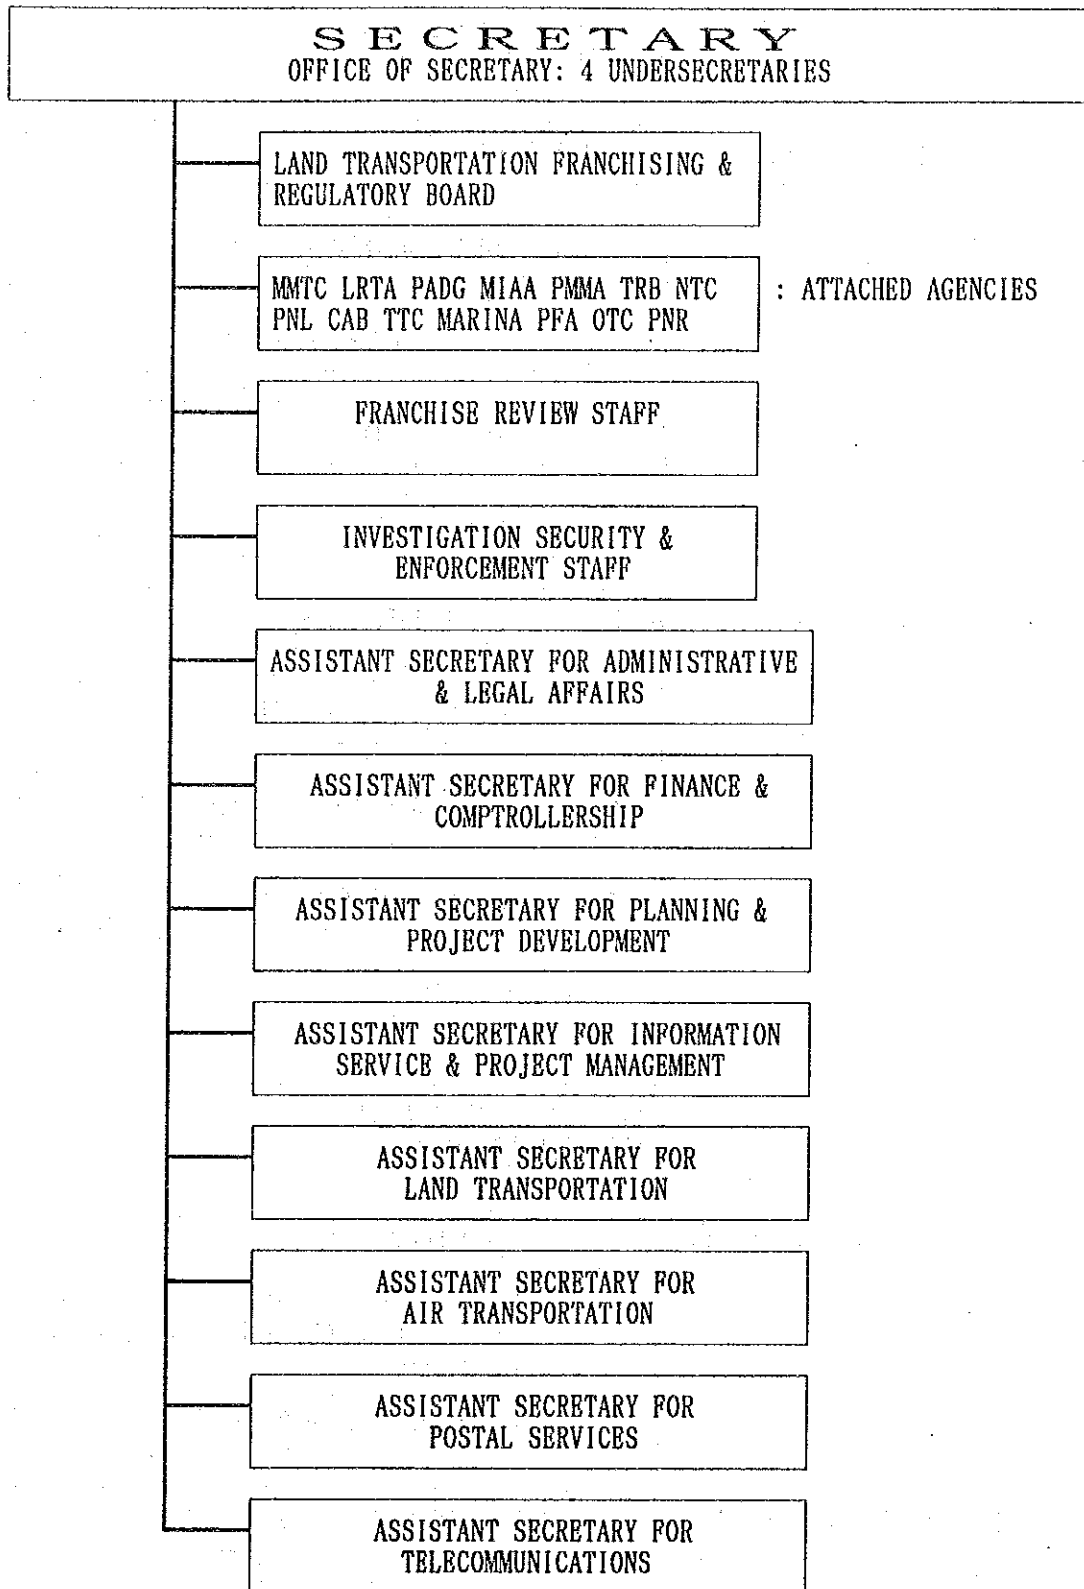 SECRETARY
OFFICE OF SECRETARY: 4 UNDERSECRETARIES
LAND TRANSPORTATION FRANCHISING &
REGULATORY BOARD
MMTC LRTA PADG MIAA PMMA TRB NTC : ATTACHED AGENCIES
PNL CAB TTC MARINA PFA OTC PNR
FRANCHISE REVIEW STAFF
INVESTIGATION SECURITY &
ENFORCEMENT STAFF
ASSISTANT SECRETARY FOR ADMINISTRATIVE
& LEGAL AFFAIRS
ASSISTANT SECRETARY FOR FINANCE &
COMPTROLLERSHIP
ASSISTANT SECRETARY FOR PLANNING &
PROJECT DEVELOPMENT
ASSISTANT SECRETARY FOR INFORMATION
SERVICE & PROJECT MANAGEMENT
ASSISTANT SECRETARY FOR
LAND TRANSPORTATION
ASSISTANT SECRETARY FOR
AIR TRANSPORTATION
ASSISTANT SECRETARY FOR
POSTAL SERVICES
ASSISTANT SECRETARY FOR
TELECOMMUNICATIONS